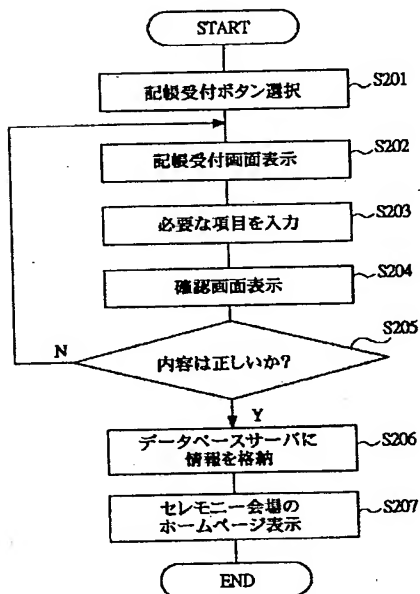 START
記帳受付ボタン選択
S201
記帳受付画面表示
S202
必要な項目を入力
S203
確認画面表示
S204
内容は正しいか?
S205
N
Y
データベースサーバに
情報を格納
S206
セレモニー会場の
ホームページ表示
S207
END